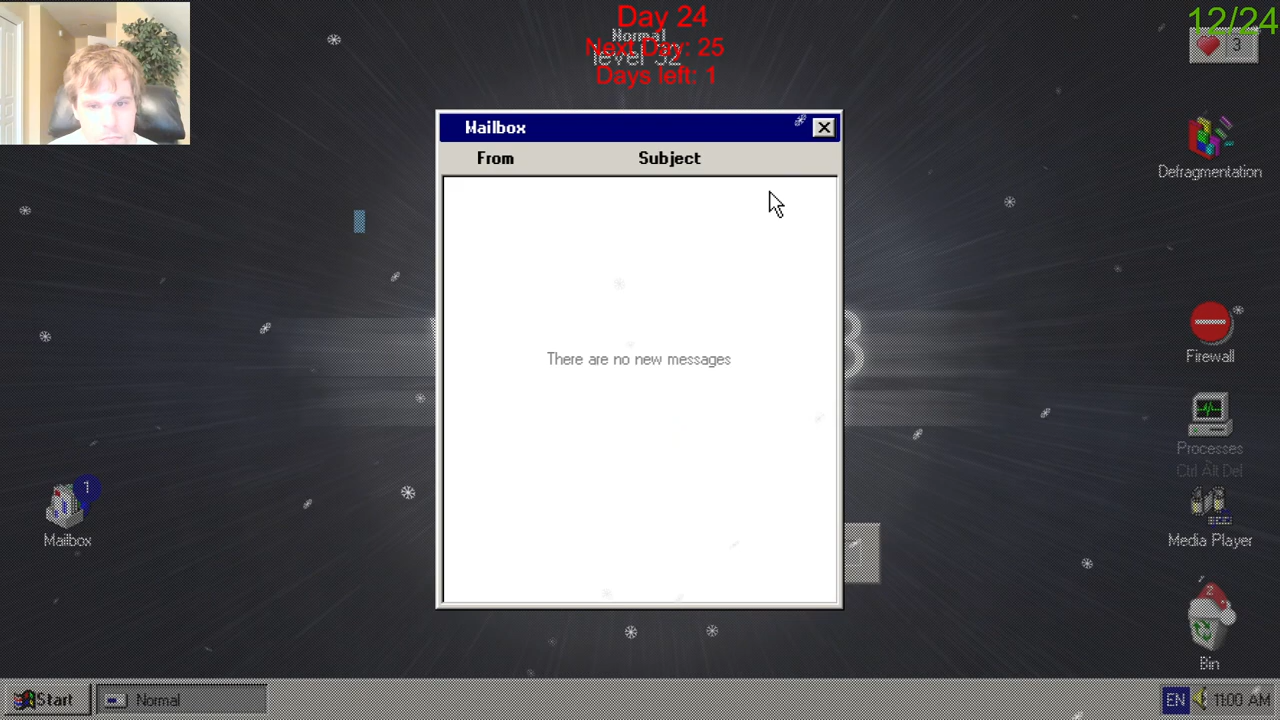 Day 24
Normal
Next Day: 25
level 32
Days left: 1
12/24
3
Mailbox
From Subject
There are no new messages
Defragmentation
Firewall
Processes
Ctrl Alt Del
Media Player
2
Bin
1
Mailbox
Start
Normal
EN
11:00 AM